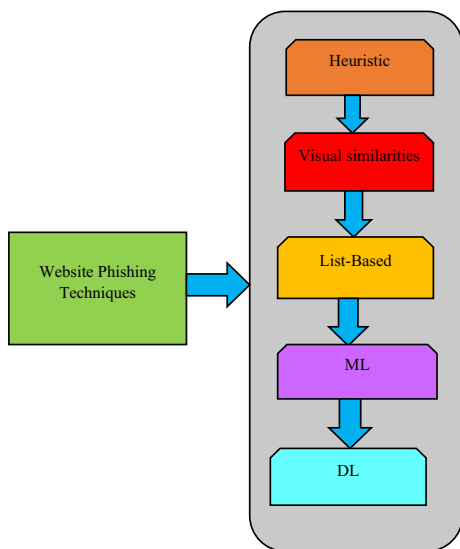 Heuristic
Visual similarities
Website Phishing
Techniques
List-Based
ML
DL